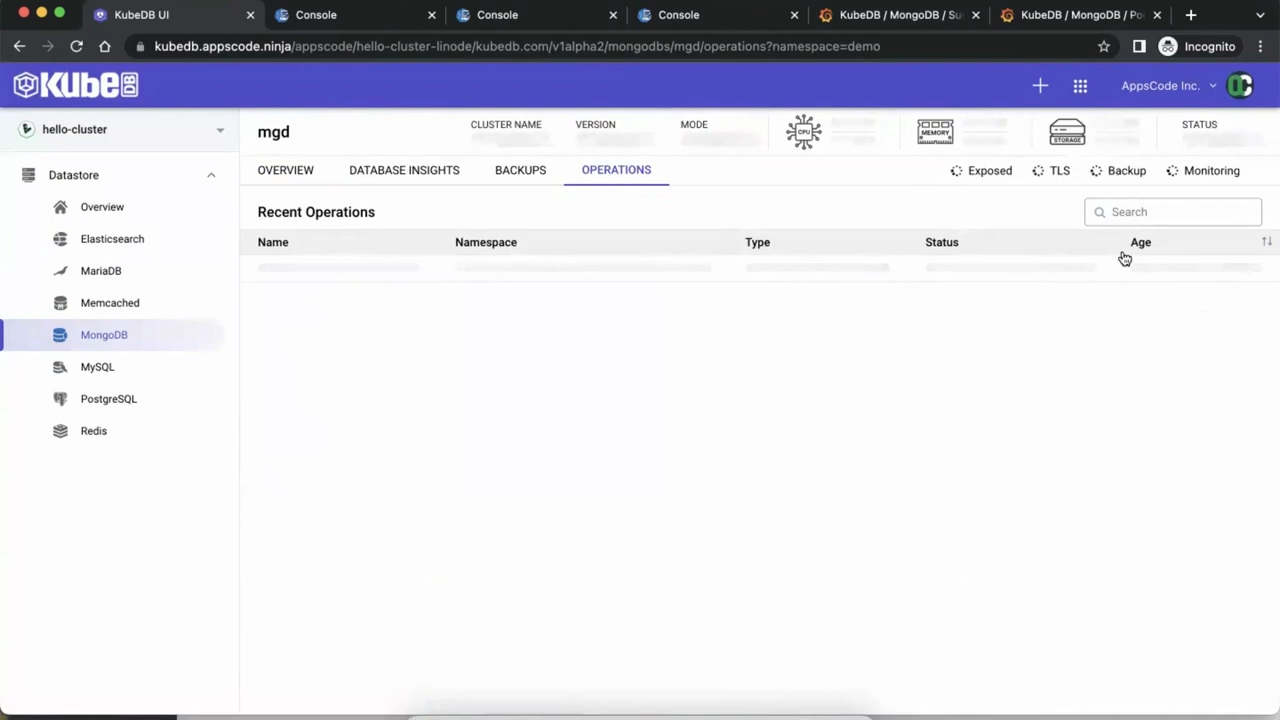 KubeDB UI
Console
Console
Console
KubeDB / MongoDB / Su
KubeDB / MongoDB / Po
kubedb.appscode.ninja/appscode/hello-cluster-linode/kubedb.com/v1alpha2/mongodbs/mgd/operations?namespace=demo
Incognito
KubeDB
AppsCode Inc.
hello-cluster
mgd
CLUSTER NAME
VERSION
MODE
CPU
MEMORY
STORAGE
STATUS
OVERVIEW
DATABASE INSIGHTS
BACKUPS
OPERATIONS
Exposed
TLS
Backup
Monitoring
Datastore
Overview
Elasticsearch
MariaDB
Memcached
MongoDB
MySQL
PostgreSQL
Redis
Recent Operations
Search
Name
Namespace
Type
Status
Age